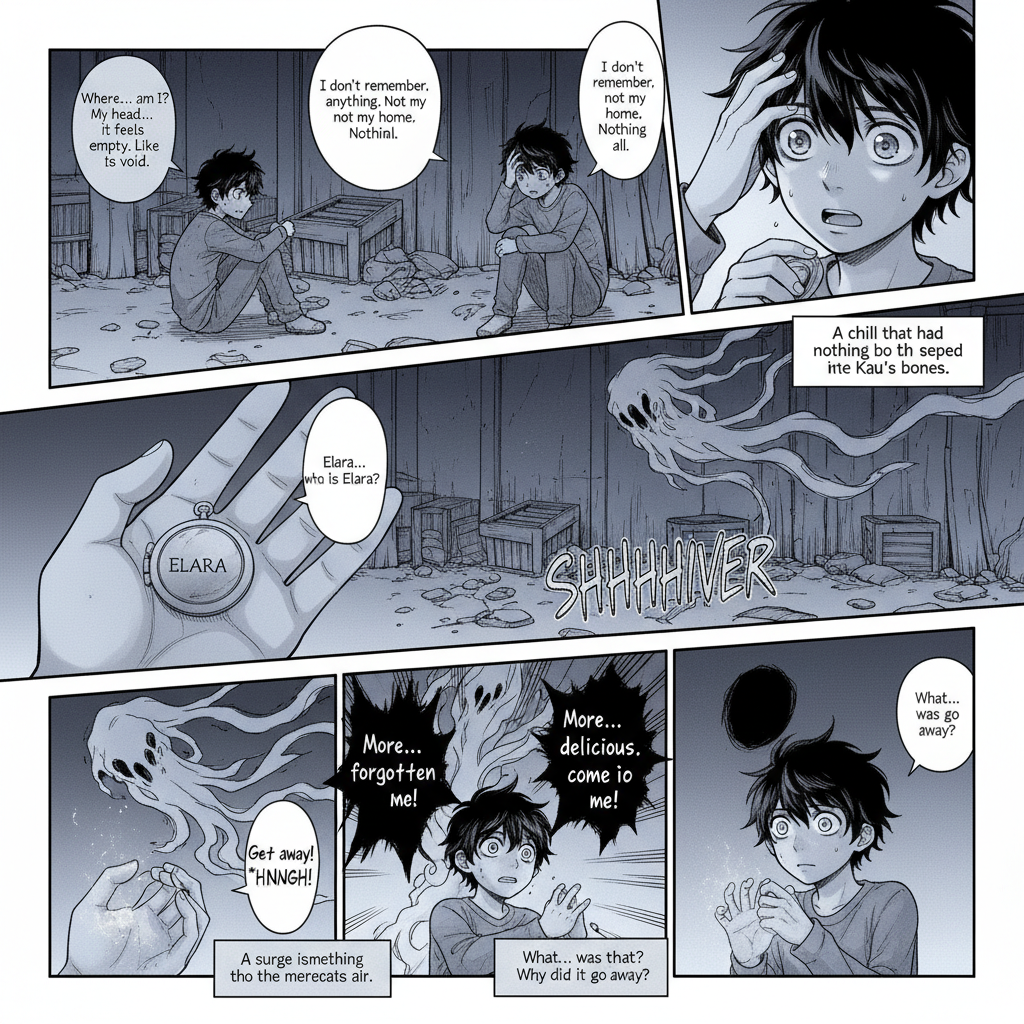 Where... am I?
My head...
it feels
empty. Like
ts void.
I don't remember.
anything. Not my
not my home.
Nothinl.
I don't
remember,
not my
home.
Nothing
all.
A chill that had
nothing bo th seped
inte Kau's bones.
Elara...
who is Elara?
ELARA
SHHHHIVER
Get away!
*HNNGH!
A surge ismething
tho the merecats air.
More...
forgotten
me!
More...
delicious.
come io
me!
What... was that?
Why did it go away?
What...
was go
away?